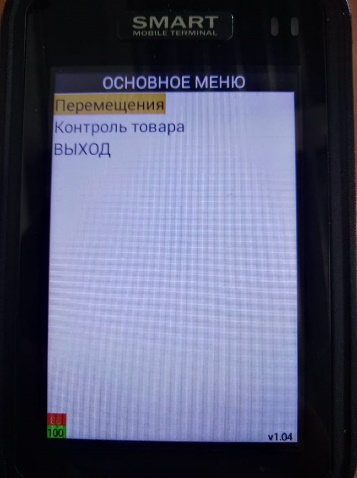 SMART
MOBILE TERMINAL
ОСНОВНОЕ МЕНЮ
Перемещения
Контроль товара
ВЫХОД
100
v1.04